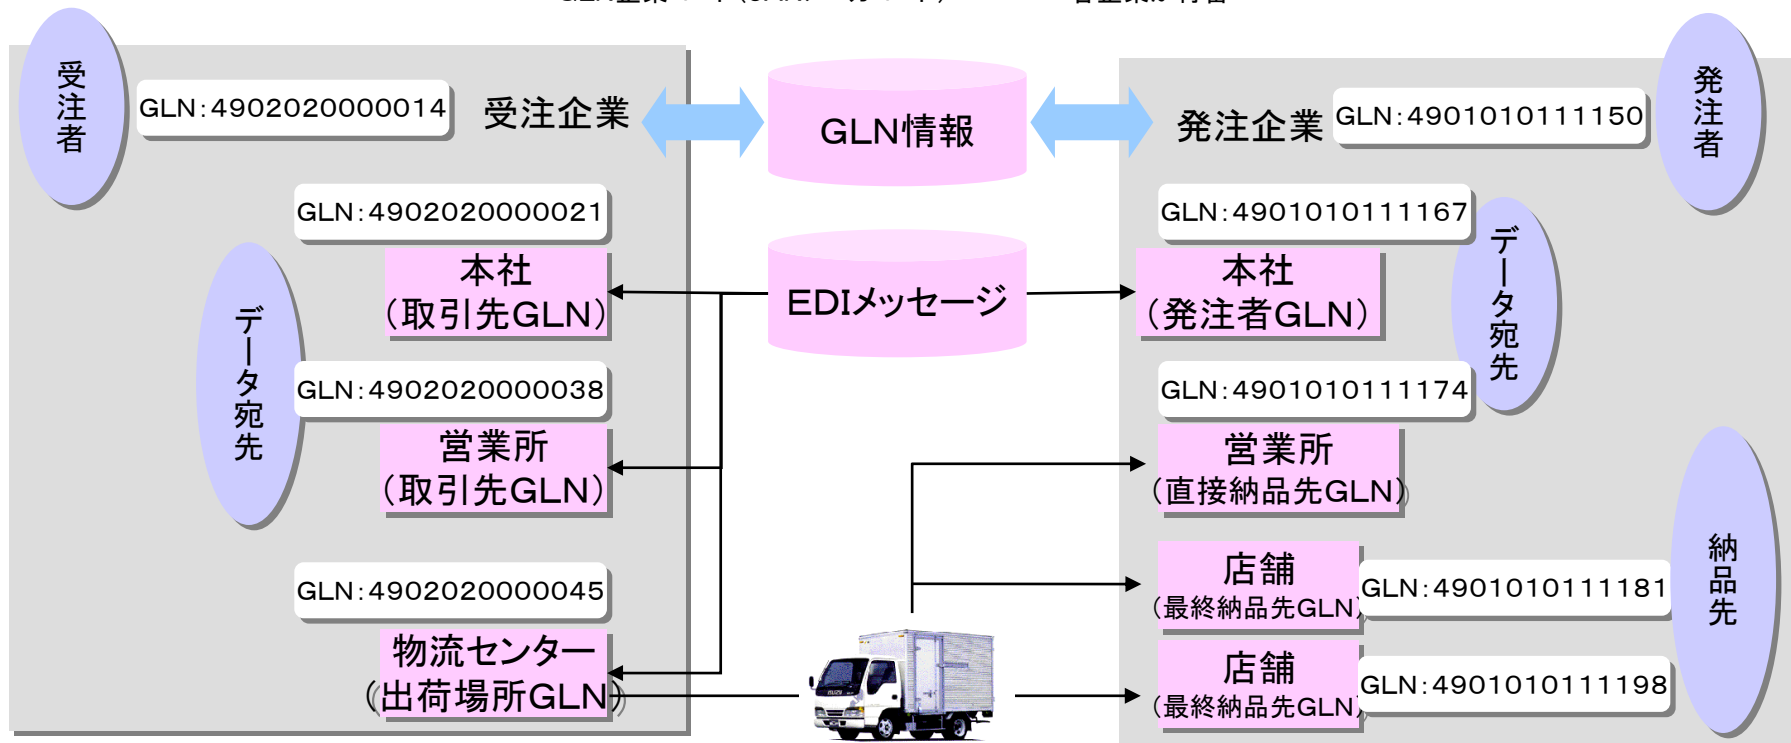 受注者
GLN:4902020000014
受注企業
GLN情報
発注企業
GLN:4901010111150
発注者
GLN:4902020000021
本社
(取引先GLN)
EDIメッセージ
GLN:4901010111167
本社
(発注者GLN)
データ宛先
データ宛先
GLN:4902020000038
営業所
(取引先GLN)
GLN:4901010111174
営業所
(直接納品先GLN)
GLN:4902020000045
物流センター
(出荷場所GLN)
店舗
(最終納品先GLN)
GLN:4901010111181
店舗
(最終納品先GLN)
GLN:4901010111198
納品先
ISUZU